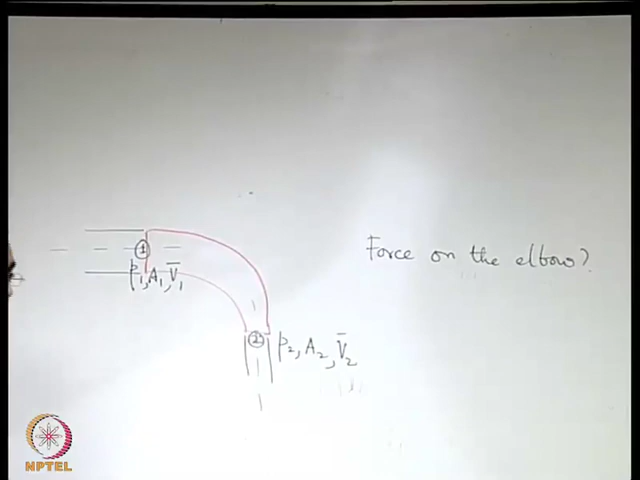 ①
p₁, A₁, V̄₁
Force on the elbow?
②
p₂, A₂, V̄₂
NPTEL